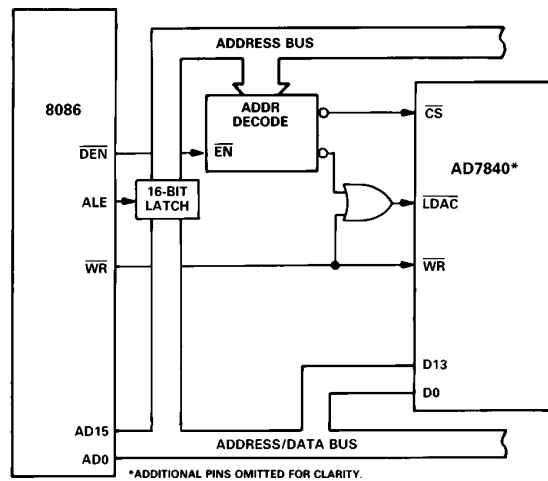 ADDRESS BUS
8086
ADDR
DECODE
CS
AD7840*
DEN
EN
16-BIT
LATCH
ALE
LDAC
WR
WR
D13
D0
AD15
ADDRESS/DATA BUS
AD0
*ADDITIONAL PINS OMITTED FOR CLARITY.